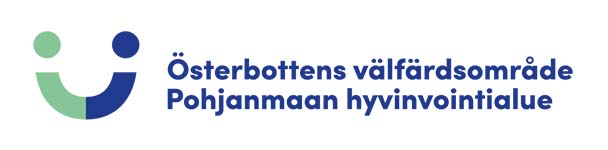 Österbottens välfärdsområde
Pohjanmaan hyvinvointialue